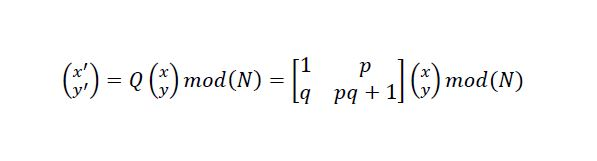 (x′ y′) = Q (x y) mod(N) = [1 p q pq + 1] (x y) mod(N)